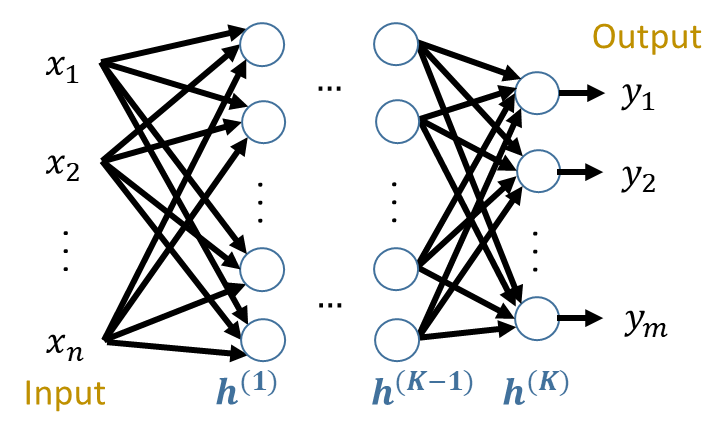 Output
x₁ ... y₁
x₂ y₂
⋮ ⋮ ⋮ ⋮
... 
xₙ yₘ
Input h⁽¹⁾ h⁽ᴷ⁻¹⁾ h⁽ᴷ⁾